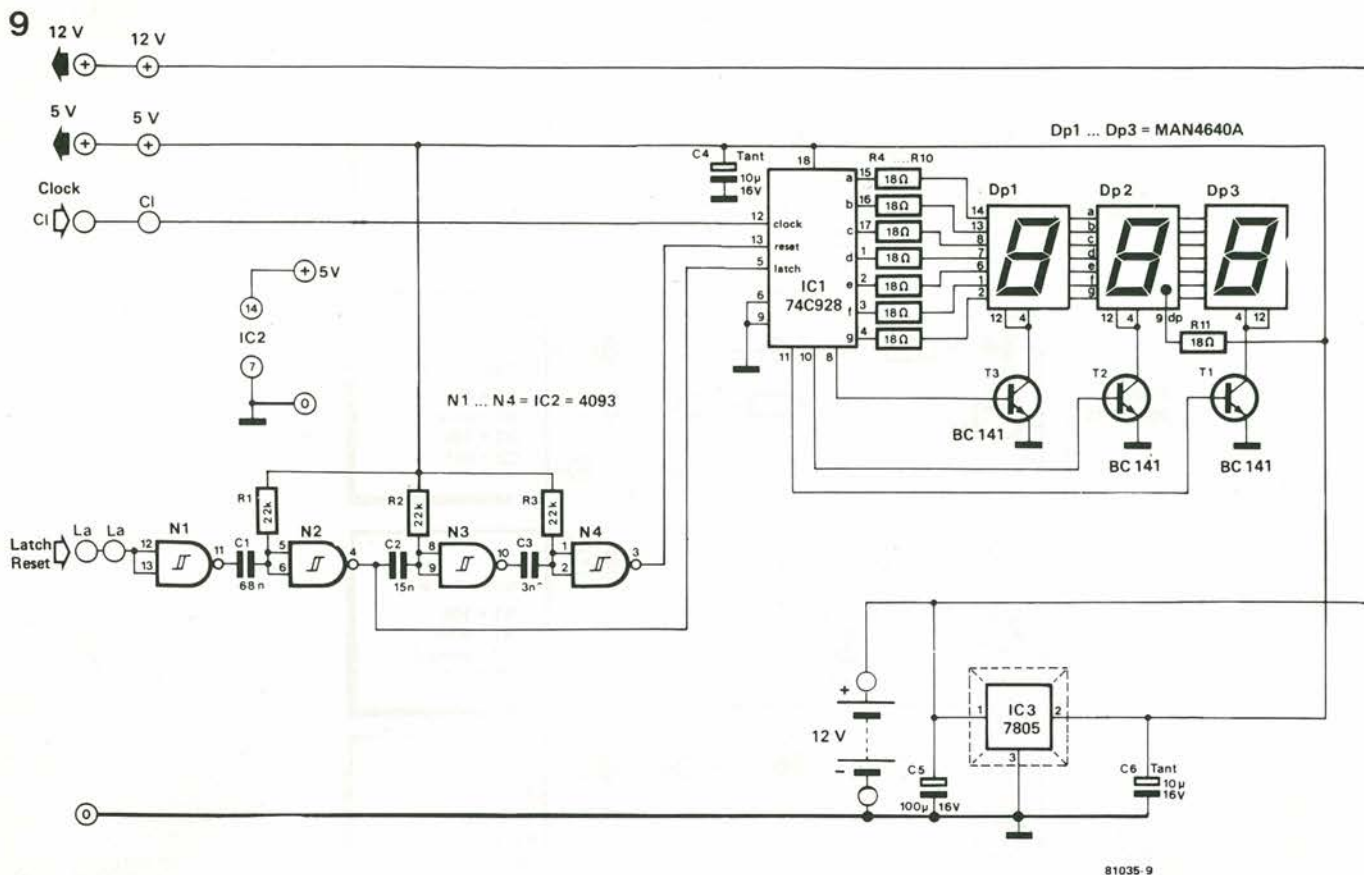 9
12 V
12 V
5 V
5 V
Clock
Cl
Cl
Dp1 ... Dp3 = MAN4640A
C4
Tant
10µ
16V
18
R4 ....R10
12
clock
13
reset
5
latch
6
9
IC1
74C928
a
15
18Ω
b
16
18Ω
c
17
18Ω
d
1
18Ω
e
2
18Ω
f
3
18Ω
g
4
18Ω
11
10
8
Dp1
Dp2
Dp3
14
13
8
7
6
1
2
a
b
c
d
e
f
g
12
4
12
4
9
dp
4
12
R11
18Ω
T3
BC 141
T2
BC 141
T1
BC 141
5V
14
IC2
7
0
N1 ... N4 = IC2 = 4093
R1
22k
R2
22k
R3
22k
Latch
Reset
La
La
N1
12
13
11
C1
68n
N2
5
6
4
C2
15n
N3
8
9
10
C3
N4
1
2
3
12 V
+
-
1
IC3
7805
2
3
C5
100µ
16V
C6
Tant
10µ
16V
0
81035-9